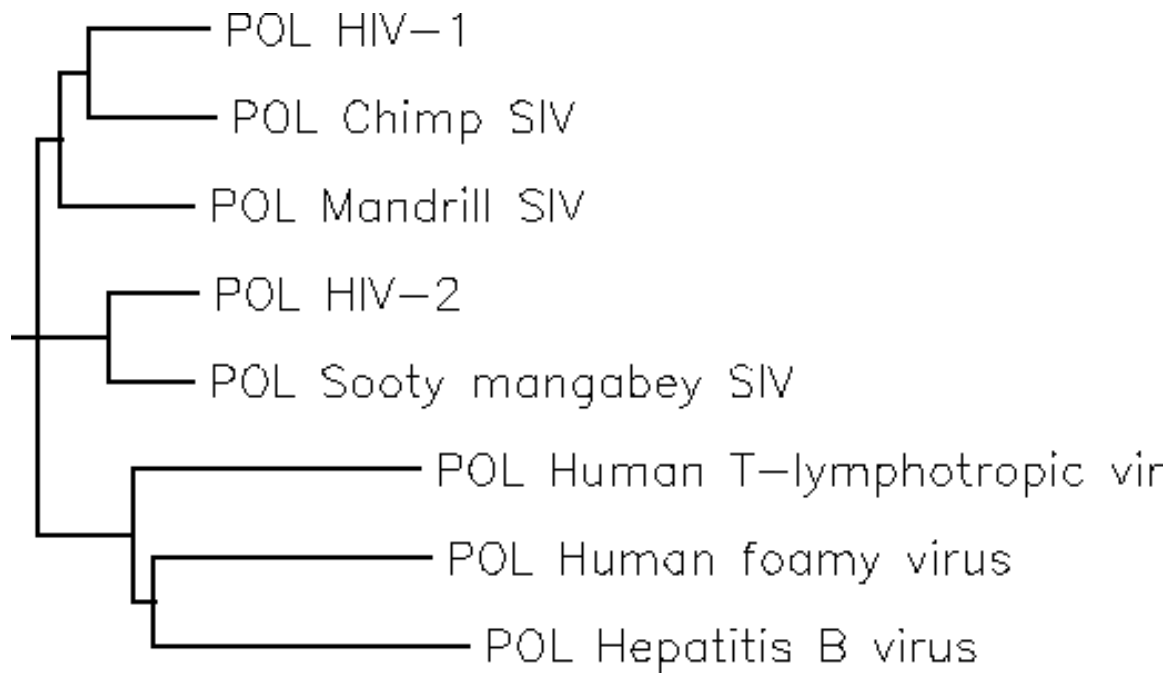 POL HIV-1
POL Chimp SIV
POL Mandrill SIV
POL HIV-2
POL Sooty mangabey SIV
POL Human T-lymphotropic vir
POL Human foamy virus
POL Hepatitis B virus